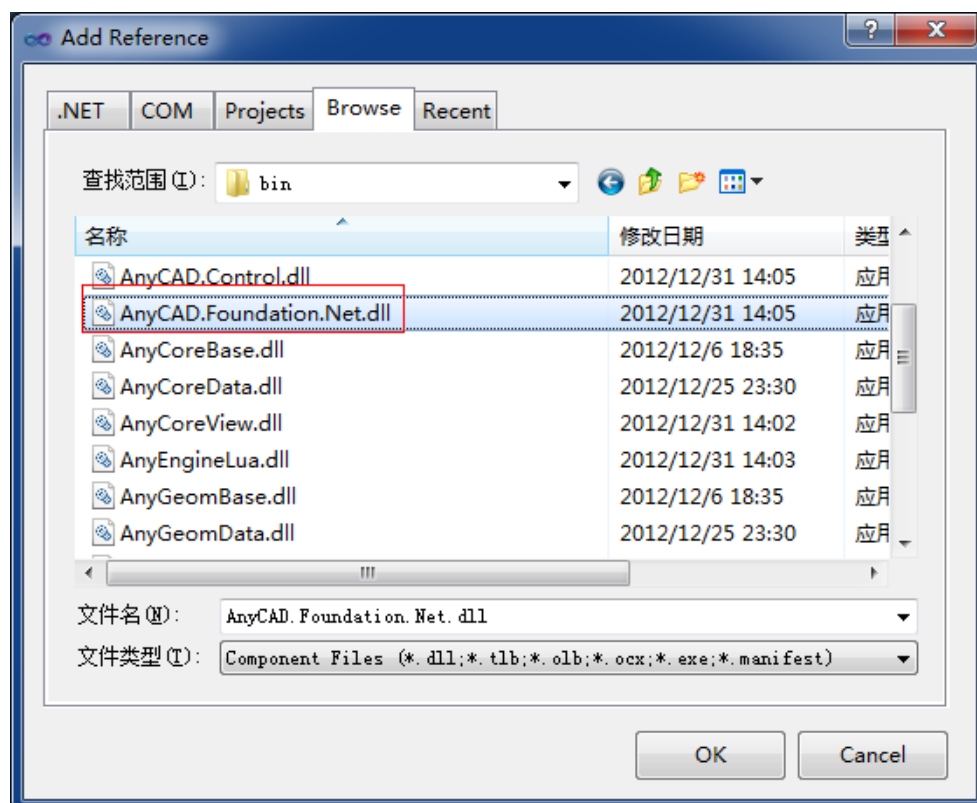 Add Reference
.NET COM Projects Browse Recent
查找范围(I): bin
名称 修改日期 类型
AnyCAD.Control.dll 2012/12/31 14:05 应用
AnyCAD.Foundation.Net.dll 2012/12/31 14:05 应用
AnyCoreBase.dll 2012/12/6 18:35 应用
AnyCoreData.dll 2012/12/25 23:30 应用
AnyCoreView.dll 2012/12/31 14:02 应用
AnyEngineLua.dll 2012/12/31 14:03 应用
AnyGeomBase.dll 2012/12/6 18:35 应用
AnyGeomData.dll 2012/12/25 23:30 应用
文件名(N): AnyCAD.Foundation.Net.dll
文件类型(T): Component Files (*.dll;*.tlb;*.olb;*.ocx;*.exe;*.manifest)
OK Cancel